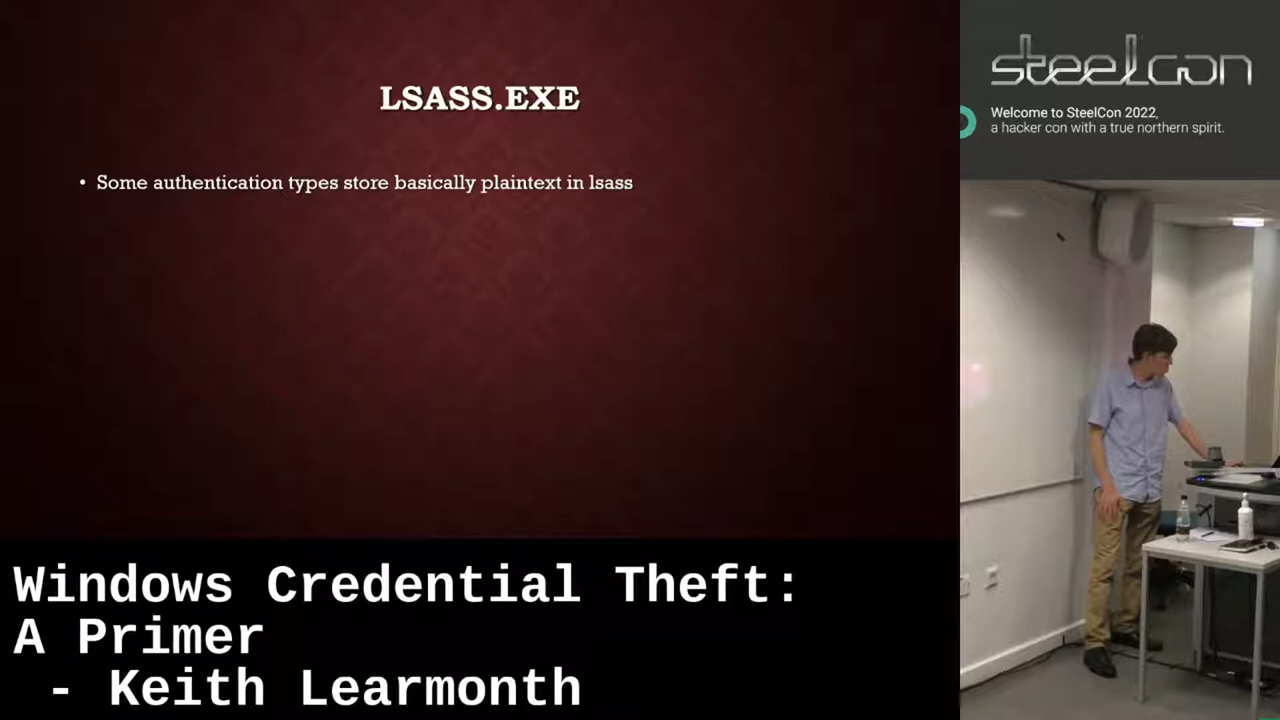 LSASS.EXE
• Some authentication types store basically plaintext in lsass
steelcon
Welcome to SteelCon 2022,
a hacker con with a true northern spirit.
Windows Credential Theft:
A Primer
- Keith Learmonth